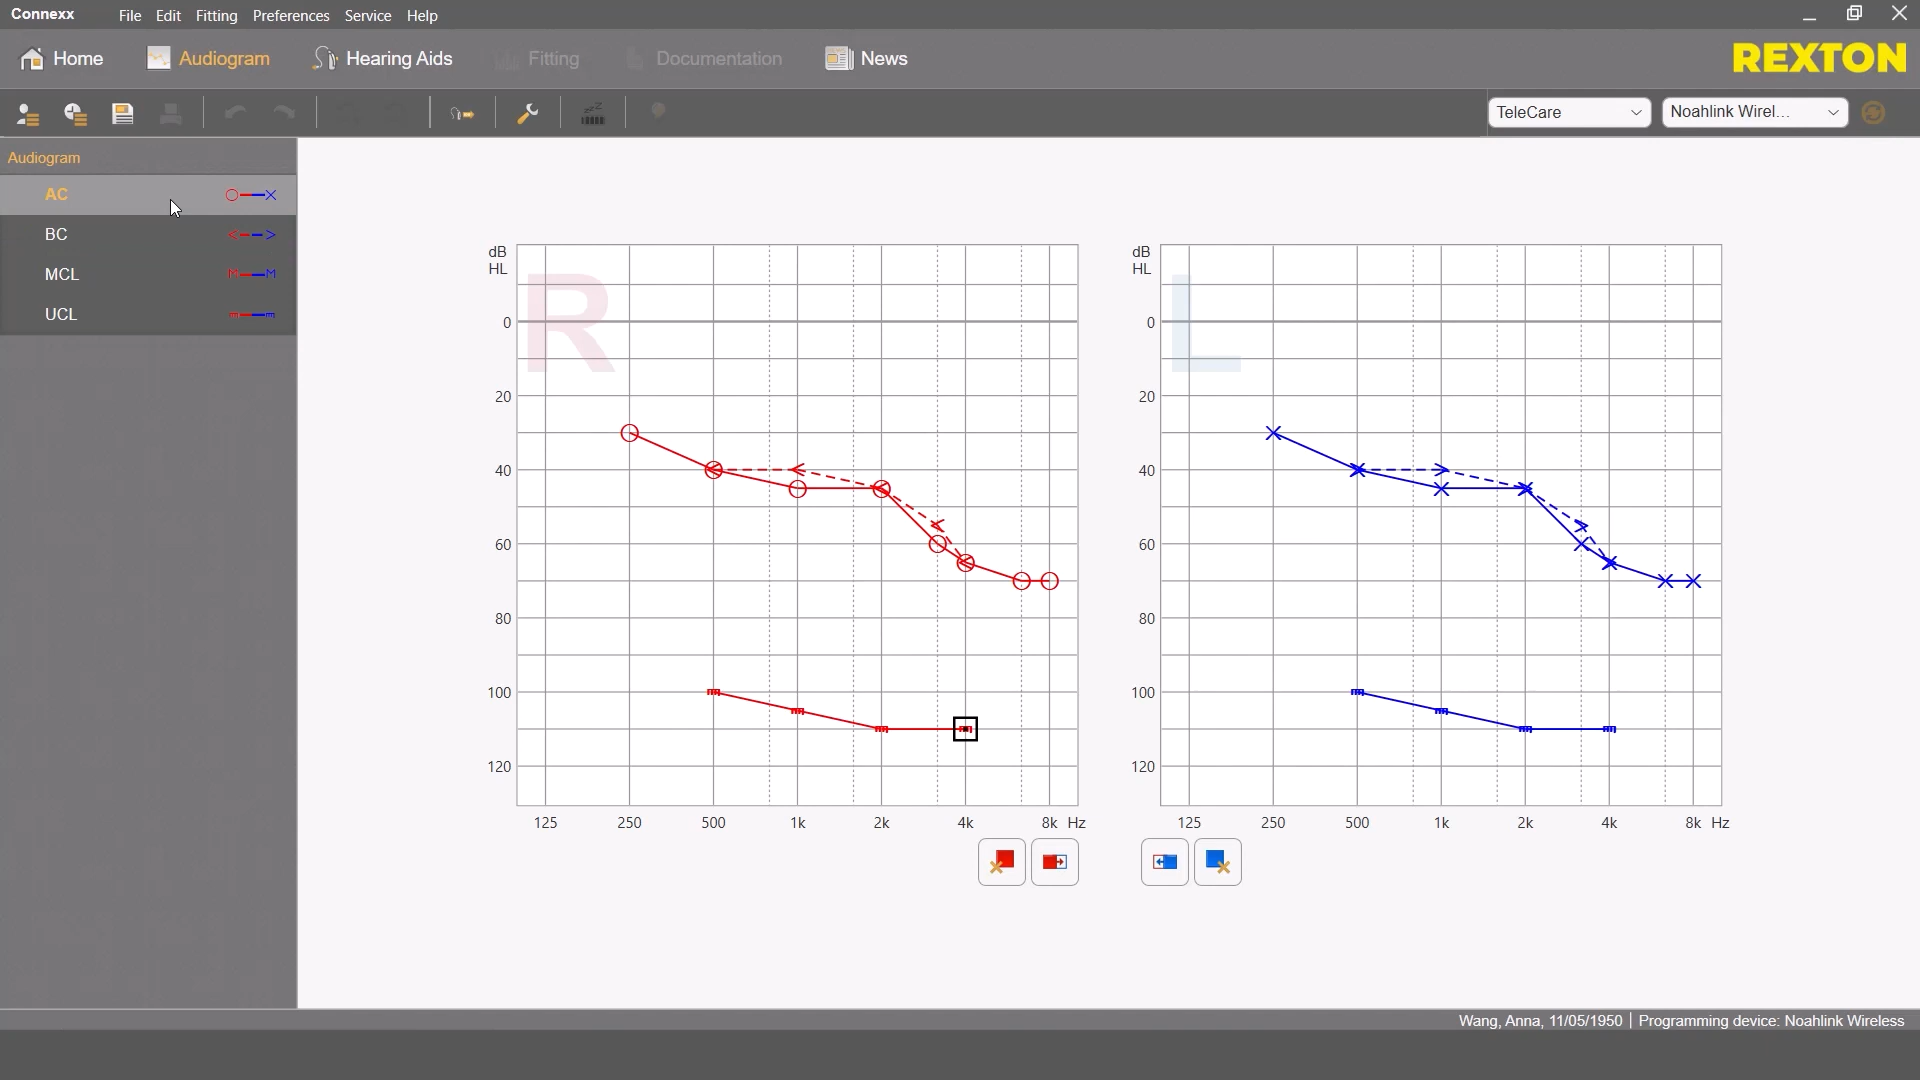 Connexx File Edit Fitting Preferences Service Help
Home Audiogram Hearing Aids Fitting Documentation News REXTON
TeleCare Noahlink Wirel...
Audiogram
AC
BC
MCL
UCL
R
dB
HL
0
20
40
60
80
100
120
125 250 500 1k 2k 4k 8k Hz
L
dB
HL
0
20
40
60
80
100
120
125 250 500 1k 2k 4k 8k Hz
Wang, Anna, 11/05/1950 | Programming device: Noahlink Wireless